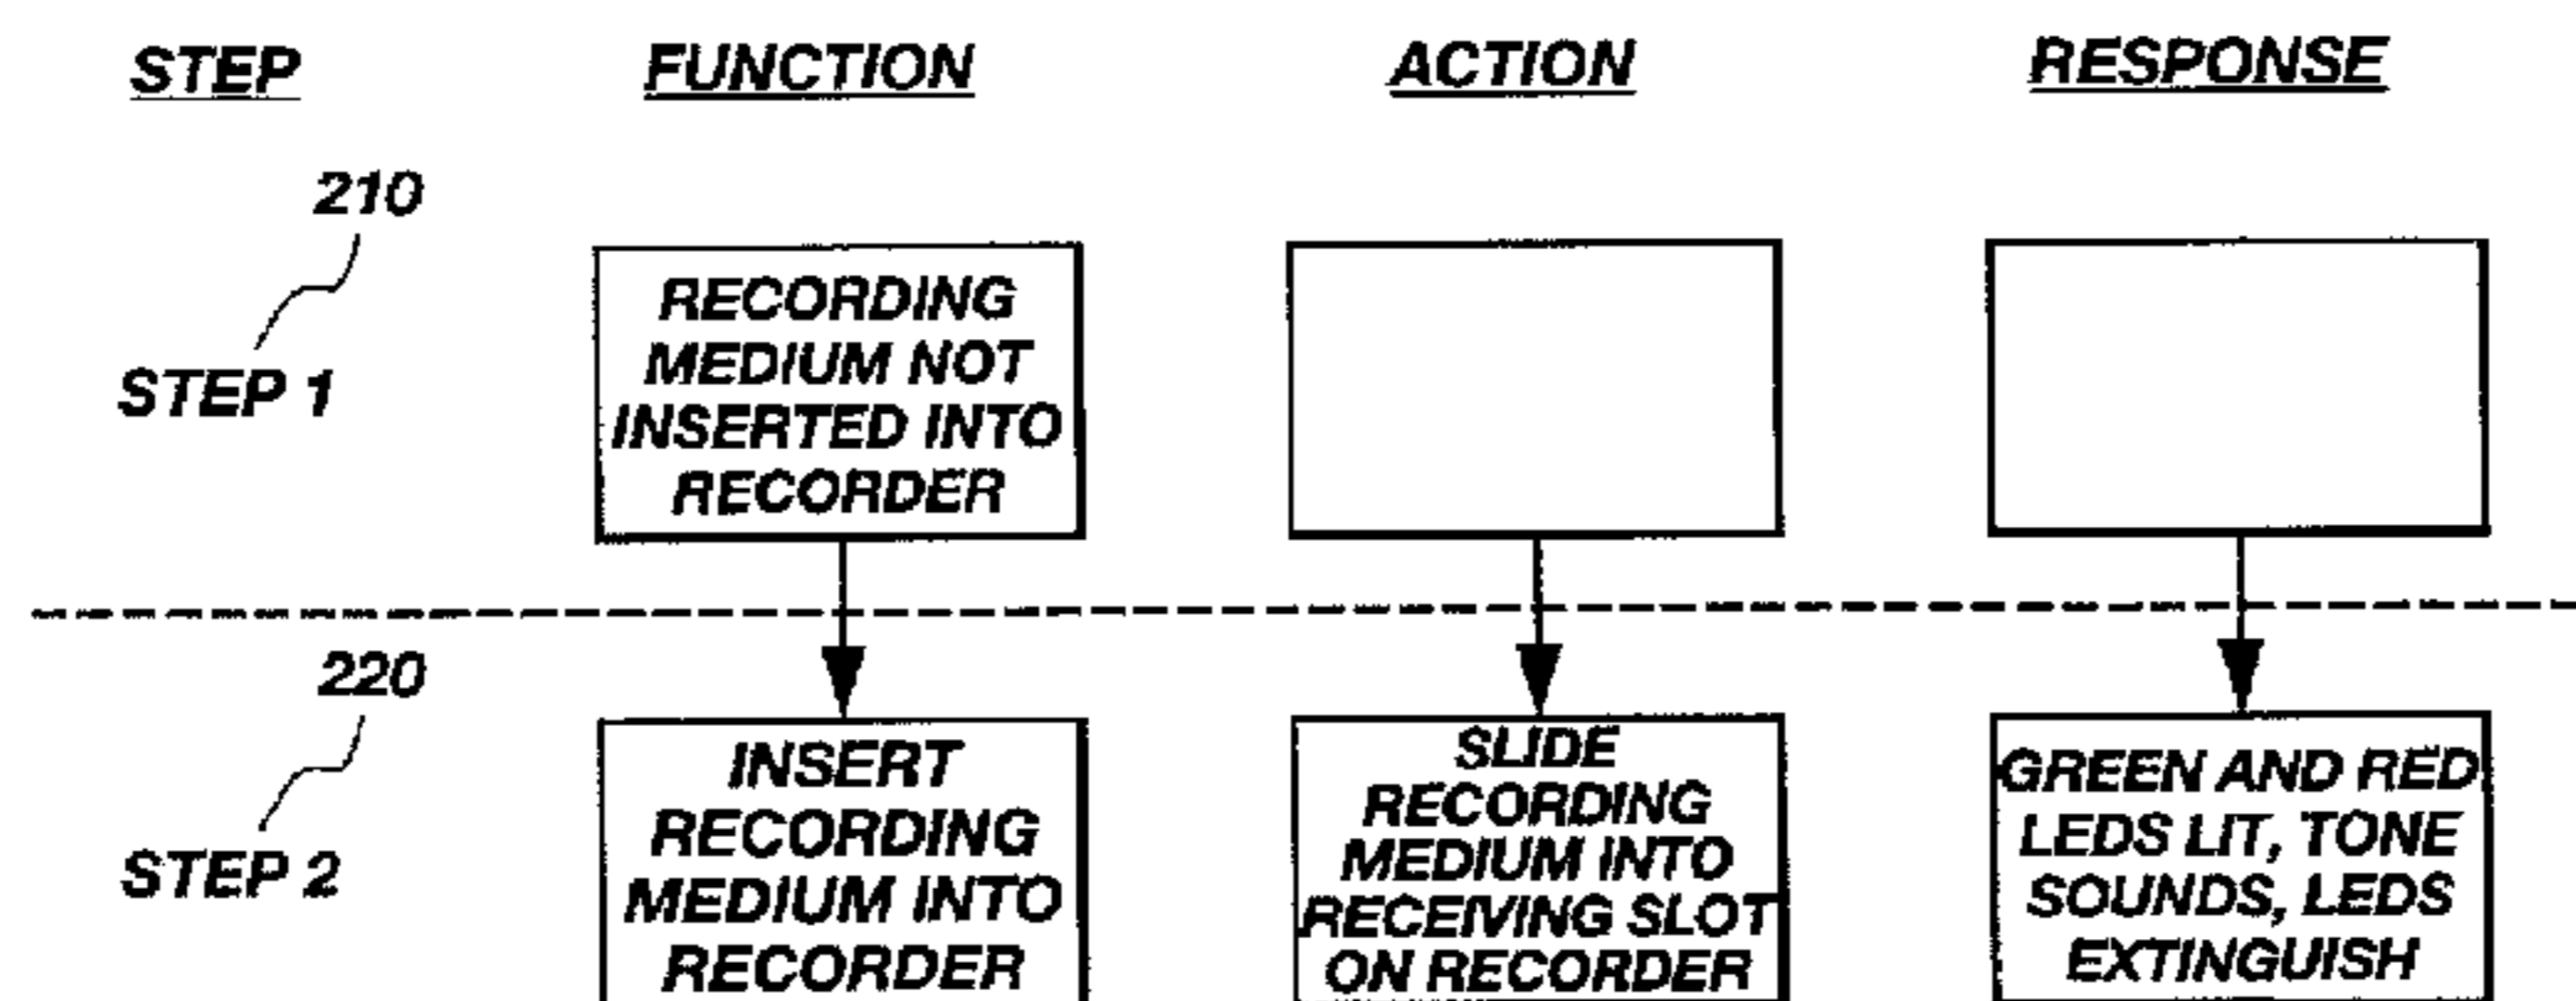 STEP FUNCTION ACTION RESPONSE
210
STEP 1
RECORDING
MEDIUM NOT
INSERTED INTO
RECORDER
220
STEP 2
INSERT
RECORDING
MEDIUM INTO
RECORDER
SLIDE
RECORDING
MEDIUM INTO
RECEIVING SLOT
ON RECORDER
GREEN AND RED
LEDS LIT, TONE
SOUNDS, LEDS
EXTINGUISH